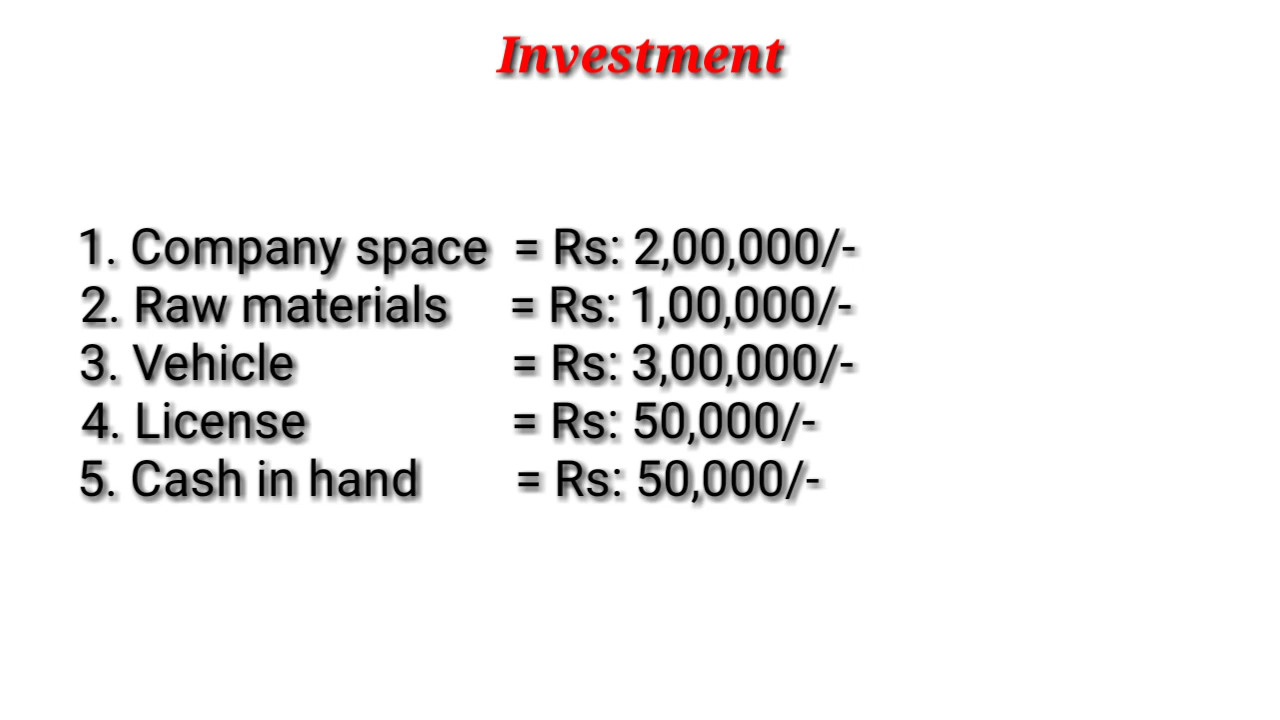 Investment
1. Company space = Rs: 2,00,000/-
2. Raw materials = Rs: 1,00,000/-
3. Vehicle = Rs: 3,00,000/-
4. License = Rs: 50,000/-
5. Cash in hand = Rs: 50,000/-